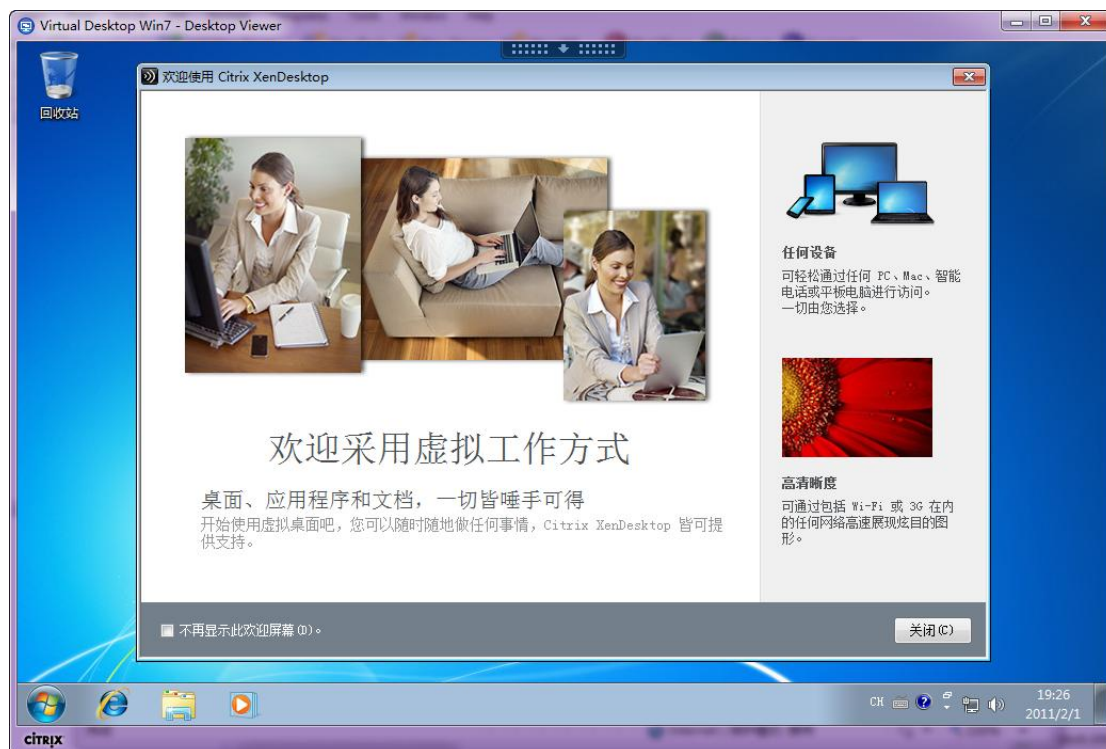 Virtual Desktop Win7 - Desktop Viewer
回收站
欢迎使用 Citrix XenDesktop
任何设备
可轻松通过任何 PC、Mac、智能
电话或平板电脑进行访问。
一切由您选择。
欢迎采用虚拟工作方式
桌面、应用程序和文档，一切皆唾手可得
开始使用虚拟桌面吧，您可以随时随地做任何事情，Citrix XenDesktop 皆可提
供支持。
高清晰度
可通过包括 Wi-Fi 或 3G 在内
的任何网络高速展现炫目的图
形。
不再显示此欢迎屏幕(D)。
关闭(C)
CH
19:26
2011/2/1
CİTRIX